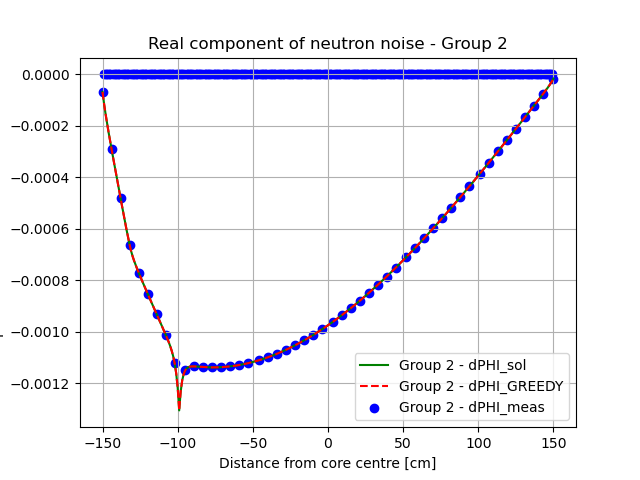 Real component of neutron noise - Group 2
0.0000
−0.0002
−0.0004
−0.0006
−0.0008
−0.0010
−0.0012
−150
−100
−50
0
50
100
150
Distance from core centre [cm]
Group 2 - dPHI_sol
Group 2 - dPHI_GREEDY
Group 2 - dPHI_meas